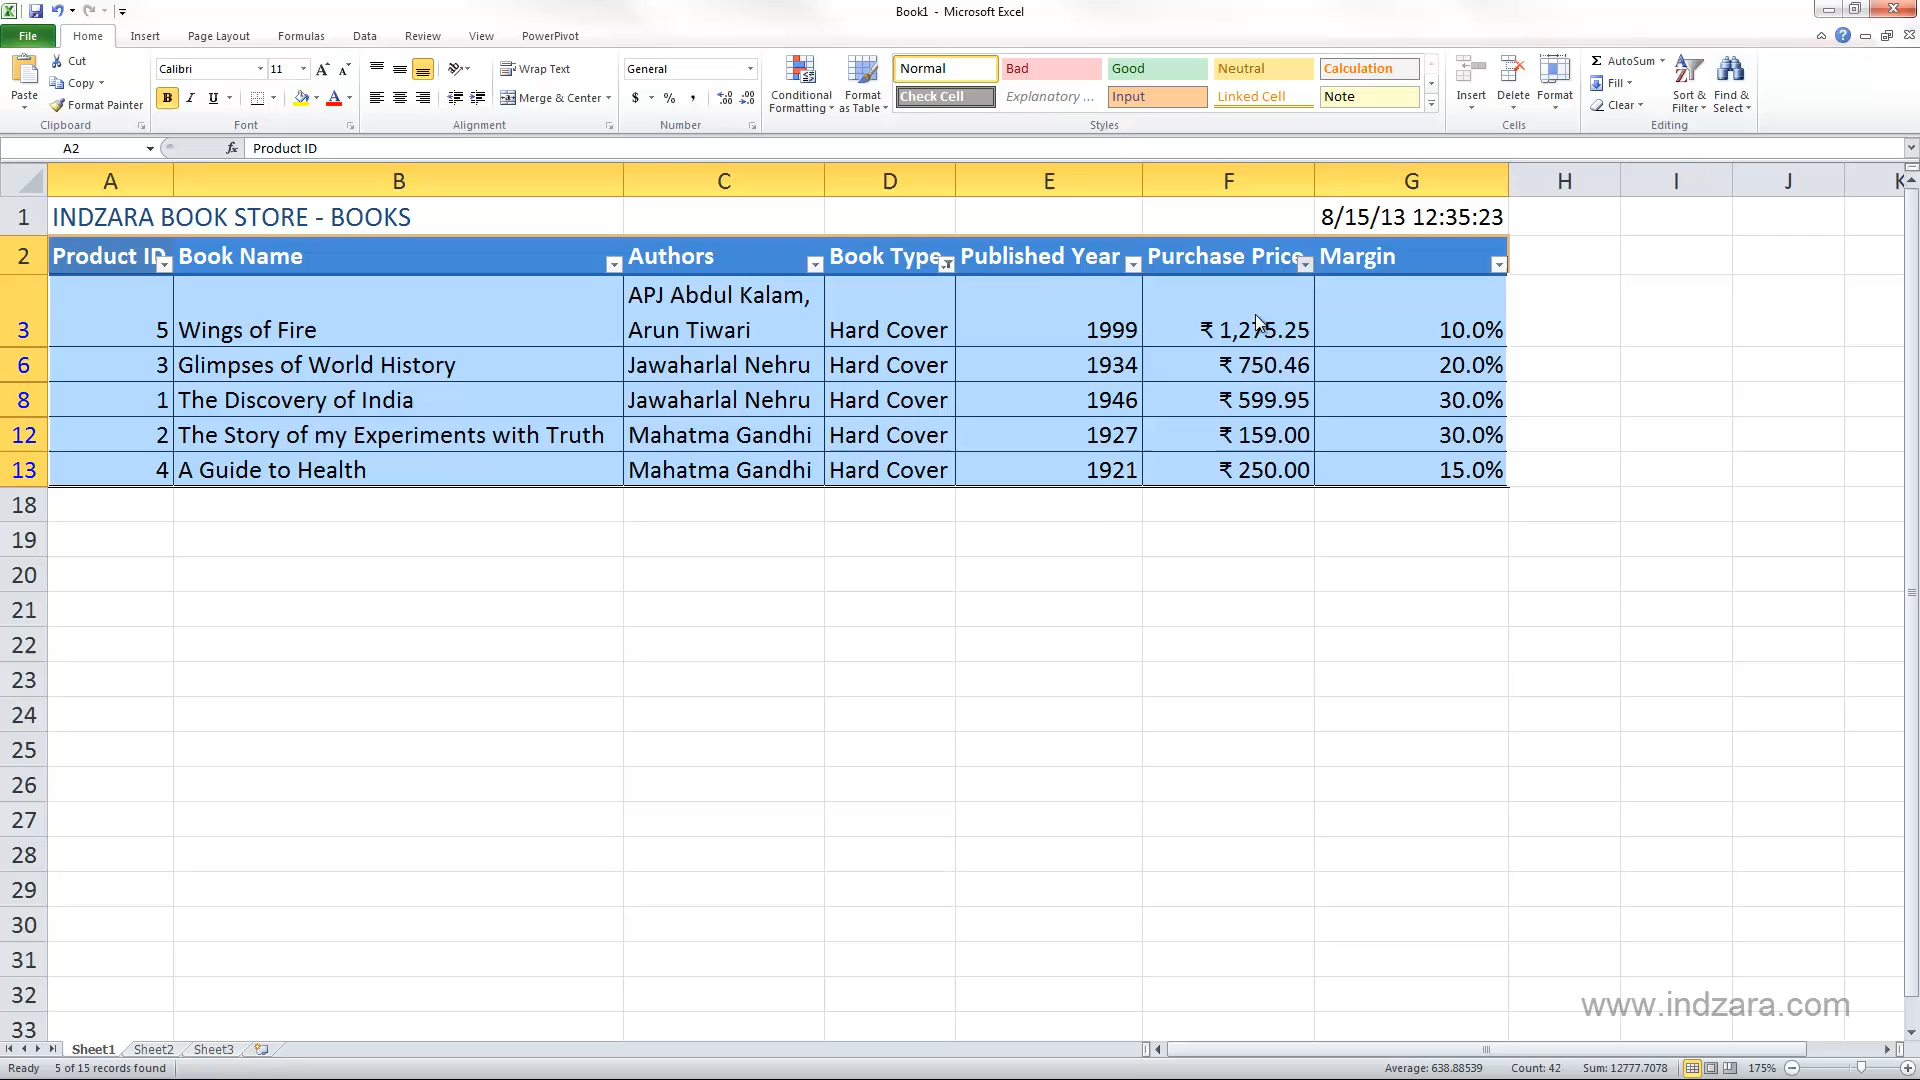 Book1 - Microsoft Excel
File Home Insert Page Layout Formulas Data Review View PowerPivot
Paste Cut Copy Format Painter Clipboard
Calibri 11 A A B I U A Font
Wrap Text Merge & Center Alignment
General $ % , Number
Conditional Formatting Format as Table
Normal Bad Good Neutral Calculation
Check Cell Explanatory ... Input Linked Cell Note
Styles
Insert Delete Format Cells
Σ AutoSum Fill Clear Sort & Filter Find & Select Editing
A2 fx Product ID
A B C D E F G H I J K
1 INDZARA BOOK STORE - BOOKS 8/15/13 12:35:23
2 Product ID Book Name Authors Book Type Published Year Purchase Price Margin
APJ Abdul Kalam,
3 5 Wings of Fire Arun Tiwari Hard Cover 1999 ₹ 1,275.25 10.0%
6 3 Glimpses of World History Jawaharlal Nehru Hard Cover 1934 ₹ 750.46 20.0%
8 1 The Discovery of India Jawaharlal Nehru Hard Cover 1946 ₹ 599.95 30.0%
12 2 The Story of my Experiments with Truth Mahatma Gandhi Hard Cover 1927 ₹ 159.00 30.0%
13 4 A Guide to Health Mahatma Gandhi Hard Cover 1921 ₹ 250.00 15.0%
18
19
20
21
22
23
24
25
26
27
28
29
30
31
32
www.indzara.com
33
Sheet1 Sheet2 Sheet3
Ready 5 of 15 records found Average: 638.88539 Count: 42 Sum: 12777.7078 175%